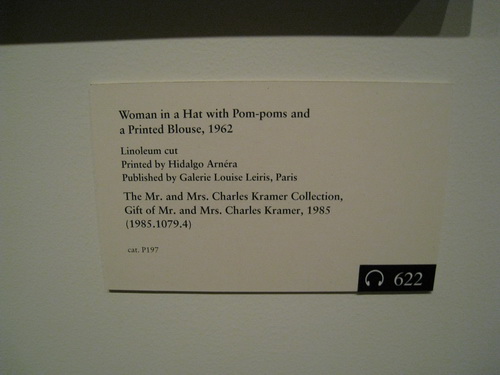 Woman in a Hat with Pom-poms and
a Printed Blouse, 1962
Linoleum cut
Printed by Hidalgo Arnéra
Published by Galerie Louise Leiris, Paris
The Mr. and Mrs. Charles Kramer Collection,
Gift of Mr. and Mrs. Charles Kramer, 1985
(1985.1079.4)
cat. P197
622